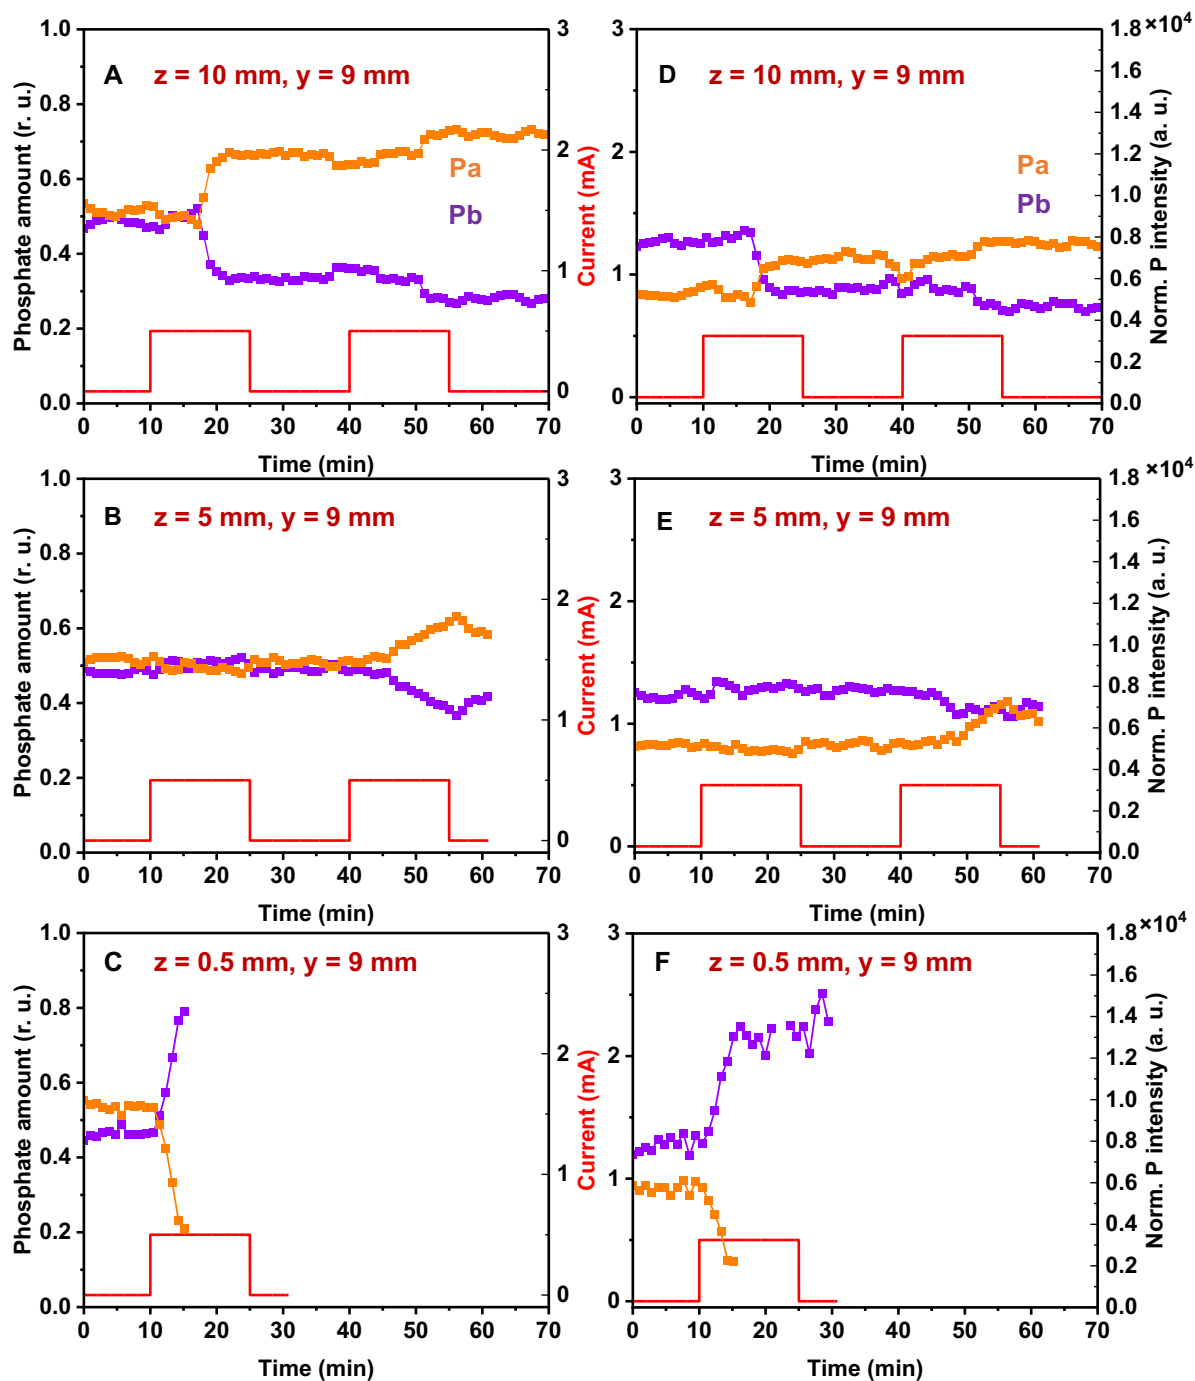 A z = 10 mm, y = 9 mm
Pa
Pb
Phosphate amount (r. u.)
1.0
0.8
0.6
0.4
0.2
0.0
3
2
1
0
Current (mA)
0 10 20 30 40 50 60 70
Time (min)
D z = 10 mm, y = 9 mm
Pa
Pb
3
2
1
0
1.8 ×10⁴
1.6
1.4
1.2
1.0
0.8
0.6
0.4
0.2
0.0
Norm. P intensity (a. u.)
0 10 20 30 40 50 60 70
Time (min)
B z = 5 mm, y = 9 mm
Phosphate amount (r. u.)
1.0
0.8
0.6
0.4
0.2
0.0
3
2
1
0
Current (mA)
0 10 20 30 40 50 60 70
Time (min)
E z = 5 mm, y = 9 mm
3
2
1
0
1.8 ×10⁴
1.6
1.4
1.2
1.0
0.8
0.6
0.4
0.2
0.0
Norm. P intensity (a. u.)
0 10 20 30 40 50 60 70
Time (min)
C z = 0.5 mm, y = 9 mm
Phosphate amount (r. u.)
1.0
0.8
0.6
0.4
0.2
0.0
3
2
1
0
Current (mA)
0 10 20 30 40 50 60 70
Time (min)
F z = 0.5 mm, y = 9 mm
3
2
1
0
1.8 ×10⁴
1.6
1.4
1.2
1.0
0.8
0.6
0.4
0.2
0.0
Norm. P intensity (a. u.)
0 10 20 30 40 50 60 70
Time (min)